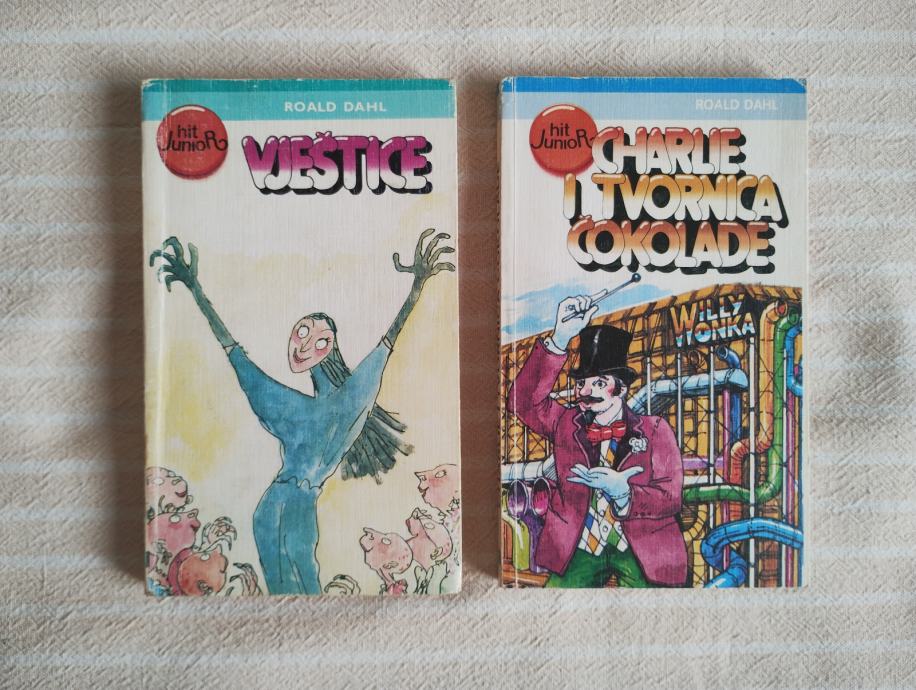 ROALD DAHL
hit
JunioR
VJEŠTICE
ROALD DAHL
hit
JunioR
CHARLIE
I TVORNICA
ČOKOLADE
WILLY
WONKA